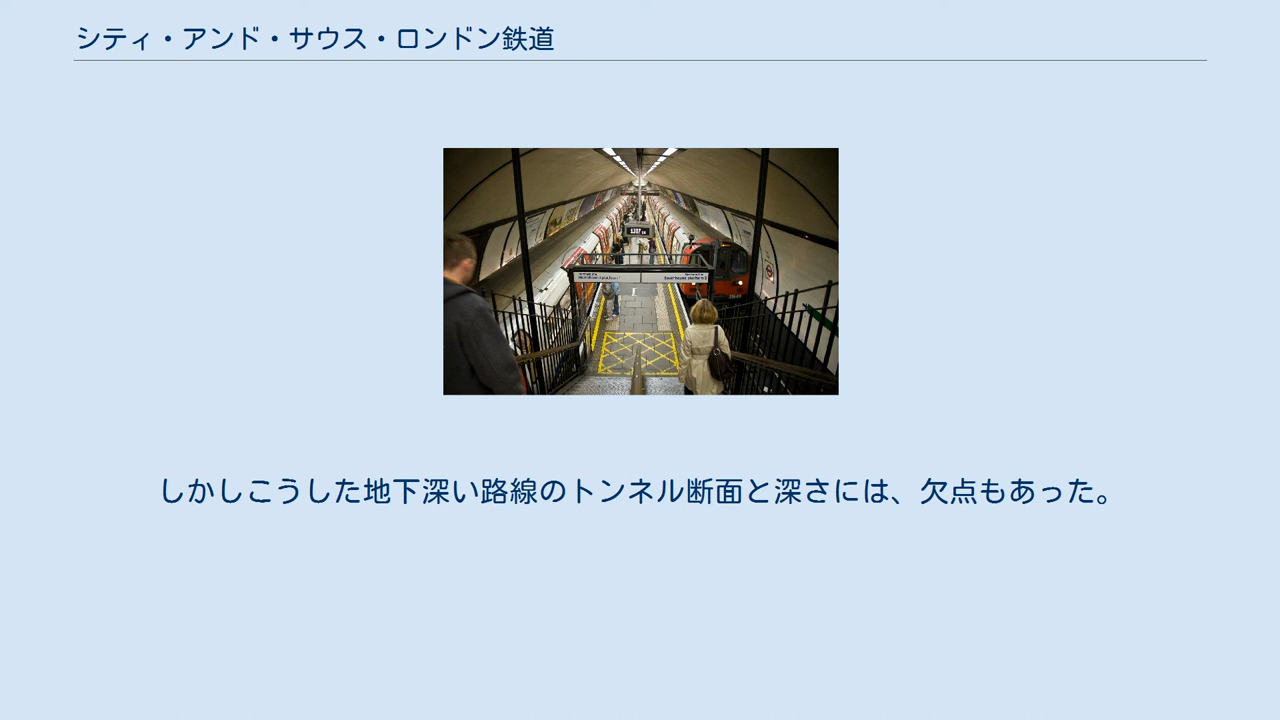 シティ・アンド・サウス・ロンドン鉄道
しかしこうした地下深い路線のトンネル断面と深さには、欠点もあった。